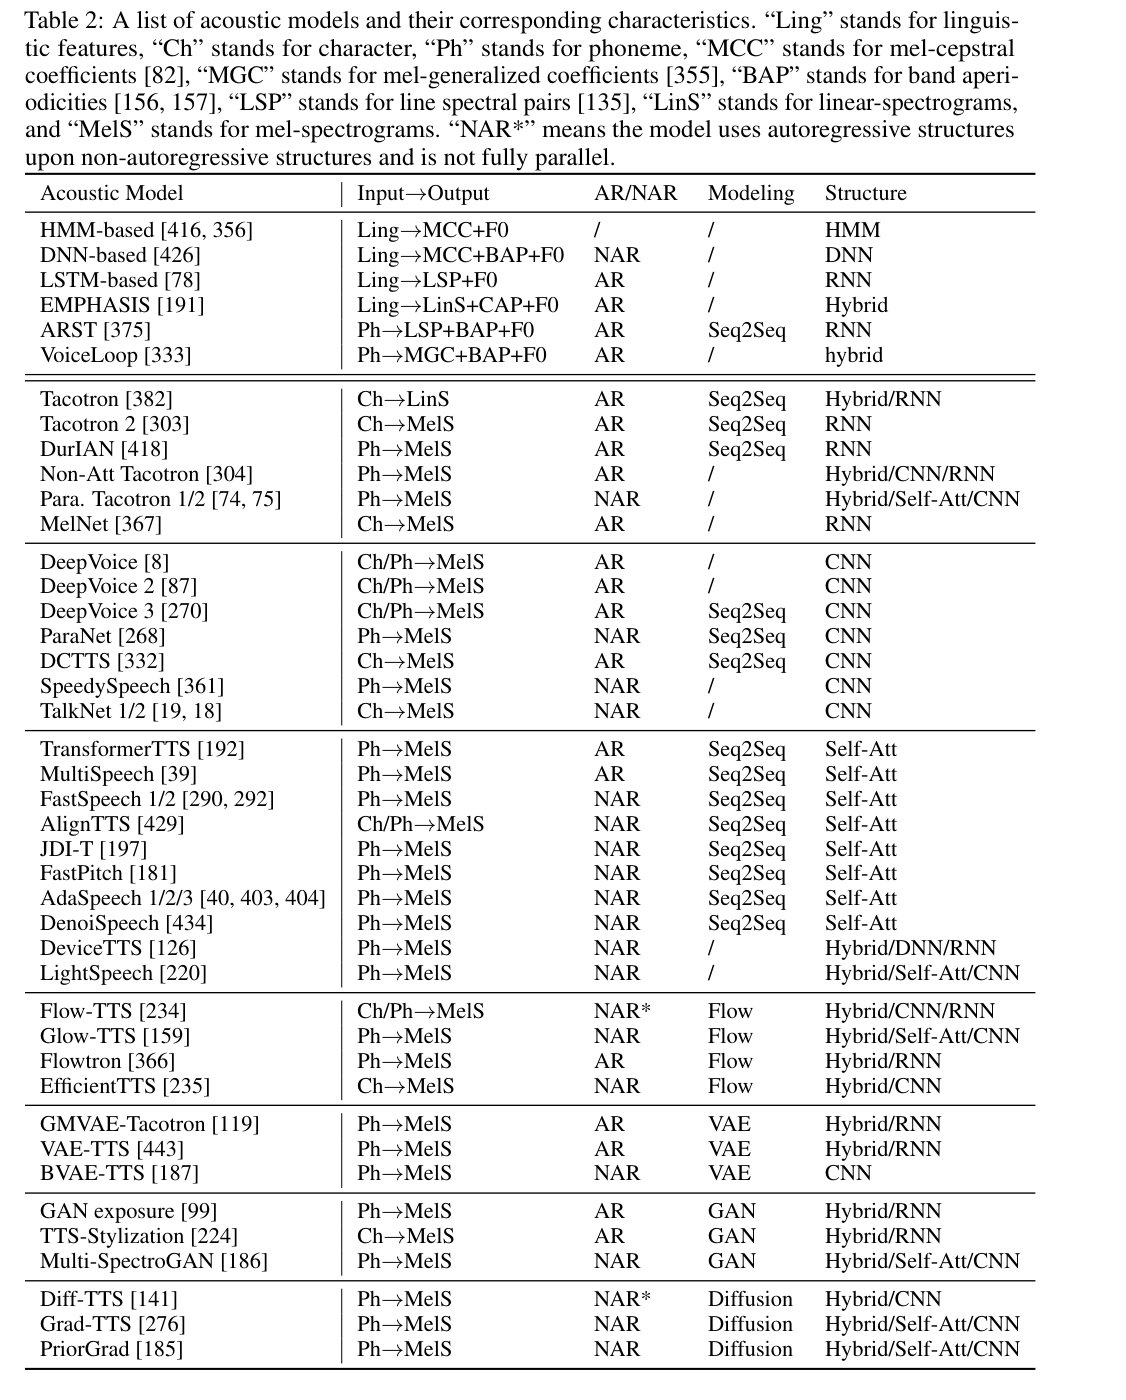 Table 2: A list of acoustic models and their corresponding characteristics. “Ling” stands for linguis-
tic features, “Ch” stands for character, “Ph” stands for phoneme, “MCC” stands for mel-cepstral
coefficients [82], “MGC” stands for mel-generalized coefficients [355], “BAP” stands for band aperi-
odicities [156, 157], “LSP” stands for line spectral pairs [135], “LinS” stands for linear-spectrograms,
and “MelS” stands for mel-spectrograms. “NAR*” means the model uses autoregressive structures
upon non-autoregressive structures and is not fully parallel.
Acoustic Model Input→Output AR/NAR Modeling Structure
HMM-based [416, 356] Ling→MCC+F0 / / HMM
DNN-based [426] Ling→MCC+BAP+F0 NAR / DNN
LSTM-based [78] Ling→LSP+F0 AR / RNN
EMPHASIS [191] Ling→LinS+CAP+F0 AR / Hybrid
ARST [375] Ph→LSP+BAP+F0 AR Seq2Seq RNN
VoiceLoop [333] Ph→MGC+BAP+F0 AR / hybrid
Tacotron [382] Ch→LinS AR Seq2Seq Hybrid/RNN
Tacotron 2 [303] Ch→MelS AR Seq2Seq RNN
DurIAN [418] Ph→MelS AR Seq2Seq RNN
Non-Att Tacotron [304] Ph→MelS AR / Hybrid/CNN/RNN
Para. Tacotron 1/2 [74, 75] Ph→MelS NAR / Hybrid/Self-Att/CNN
MelNet [367] Ch→MelS AR / RNN
DeepVoice [8] Ch/Ph→MelS AR / CNN
DeepVoice 2 [87] Ch/Ph→MelS AR / CNN
DeepVoice 3 [270] Ch/Ph→MelS AR Seq2Seq CNN
ParaNet [268] Ph→MelS NAR Seq2Seq CNN
DCTTS [332] Ch→MelS AR Seq2Seq CNN
SpeedySpeech [361] Ph→MelS NAR / CNN
TalkNet 1/2 [19, 18] Ch→MelS NAR / CNN
TransformerTTS [192] Ph→MelS AR Seq2Seq Self-Att
MultiSpeech [39] Ph→MelS AR Seq2Seq Self-Att
FastSpeech 1/2 [290, 292] Ph→MelS NAR Seq2Seq Self-Att
AlignTTS [429] Ch/Ph→MelS NAR Seq2Seq Self-Att
JDI-T [197] Ph→MelS NAR Seq2Seq Self-Att
FastPitch [181] Ph→MelS NAR Seq2Seq Self-Att
AdaSpeech 1/2/3 [40, 403, 404] Ph→MelS NAR Seq2Seq Self-Att
DenoiSpeech [434] Ph→MelS NAR Seq2Seq Self-Att
DeviceTTS [126] Ph→MelS NAR / Hybrid/DNN/RNN
LightSpeech [220] Ph→MelS NAR / Hybrid/Self-Att/CNN
Flow-TTS [234] Ch/Ph→MelS NAR* Flow Hybrid/CNN/RNN
Glow-TTS [159] Ph→MelS NAR Flow Hybrid/Self-Att/CNN
Flowtron [366] Ph→MelS AR Flow Hybrid/RNN
EfficientTTS [235] Ch→MelS NAR Flow Hybrid/CNN
GMVAE-Tacotron [119] Ph→MelS AR VAE Hybrid/RNN
VAE-TTS [443] Ph→MelS AR VAE Hybrid/RNN
BVAE-TTS [187] Ph→MelS NAR VAE CNN
GAN exposure [99] Ph→MelS AR GAN Hybrid/RNN
TTS-Stylization [224] Ch→MelS AR GAN Hybrid/RNN
Multi-SpectroGAN [186] Ph→MelS NAR GAN Hybrid/Self-Att/CNN
Diff-TTS [141] Ph→MelS NAR* Diffusion Hybrid/CNN
Grad-TTS [276] Ph→MelS NAR Diffusion Hybrid/Self-Att/CNN
PriorGrad [185] Ph→MelS NAR Diffusion Hybrid/Self-Att/CNN